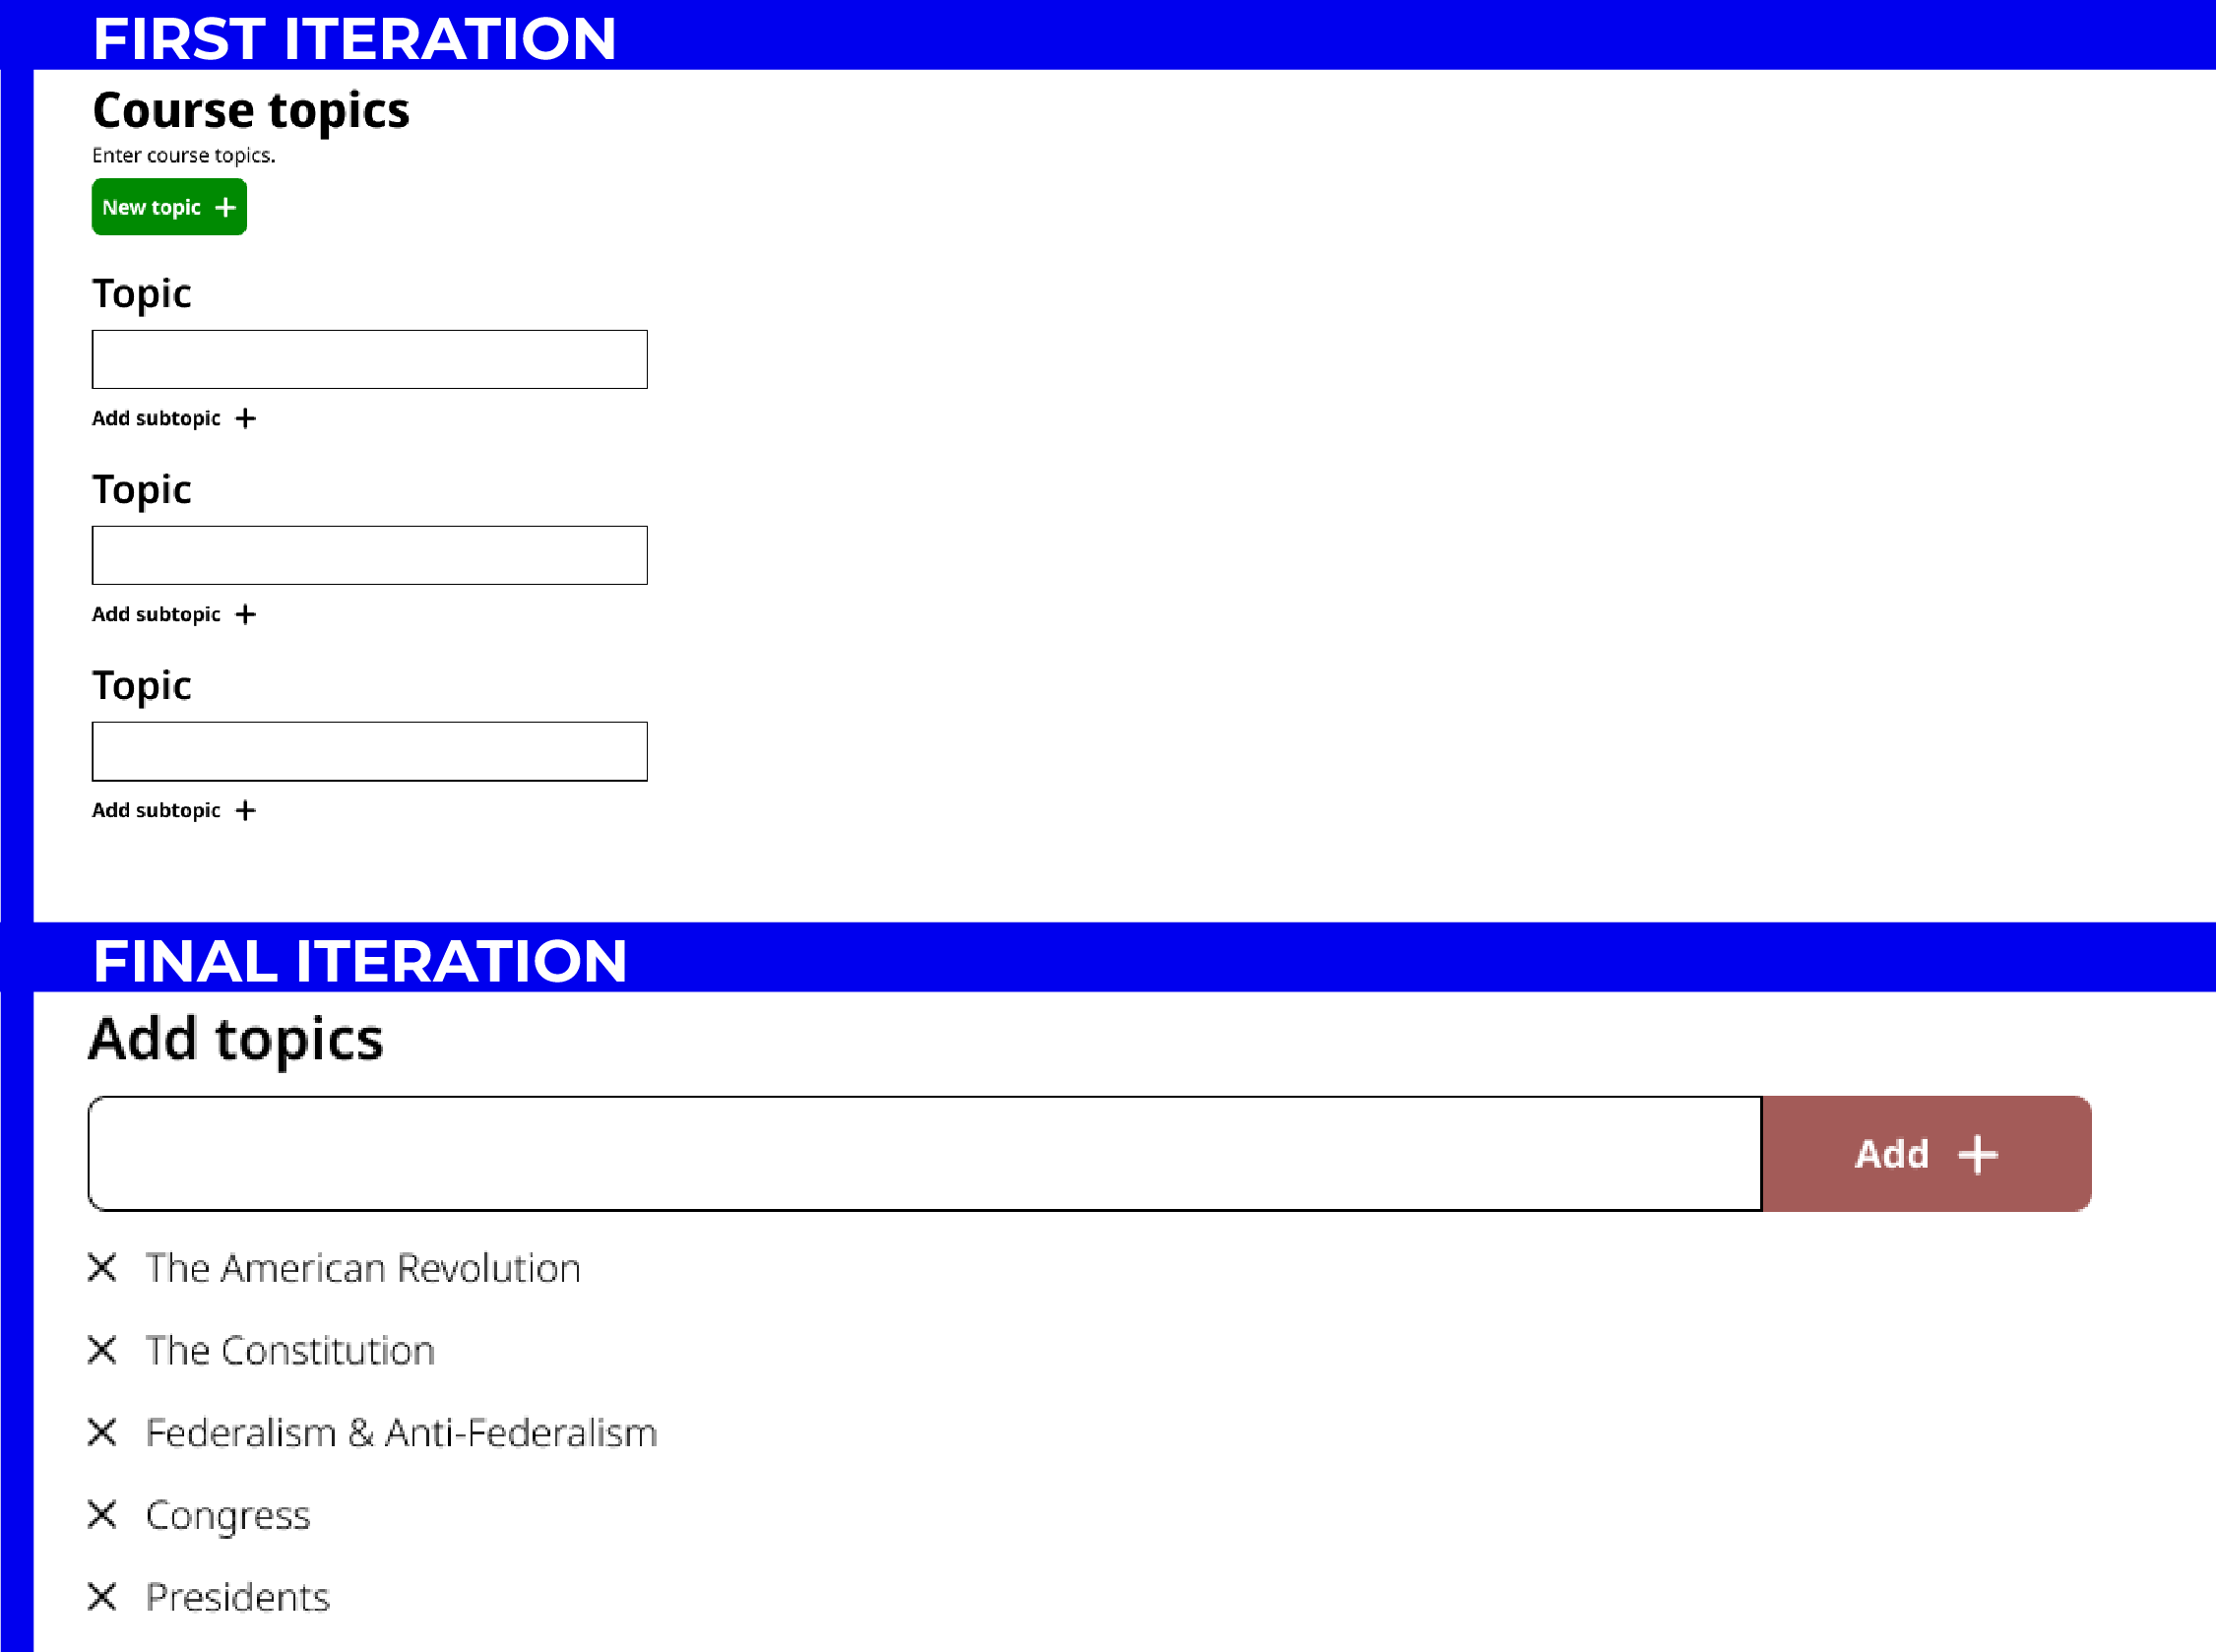 FIRST ITERATION
Course topics
Enter course topics.
New topic +
Topic
Add subtopic +
Topic
Add subtopic +
Topic
Add subtopic +
FINAL ITERATION
Add topics
Add +
The American Revolution
The Constitution
Federalism & Anti-Federalism
Congress
Presidents